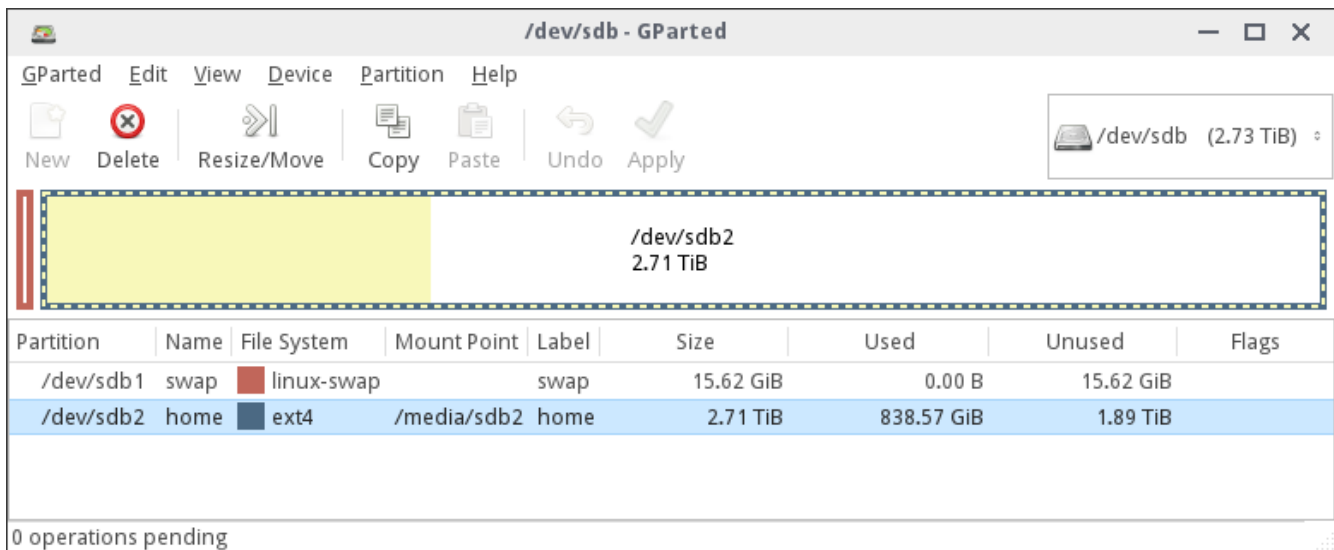 /dev/sdb - GParted
GParted Edit View Device Partition Help
New Delete Resize/Move Copy Paste Undo Apply /dev/sdb (2.73 TiB)
/dev/sdb2
2.71 TiB
Partition Name File System Mount Point Label Size Used Unused Flags
/dev/sdb1 swap linux-swap swap 15.62 GiB 0.00 B 15.62 GiB
/dev/sdb2 home ext4 /media/sdb2 home 2.71 TiB 838.57 GiB 1.89 TiB
0 operations pending